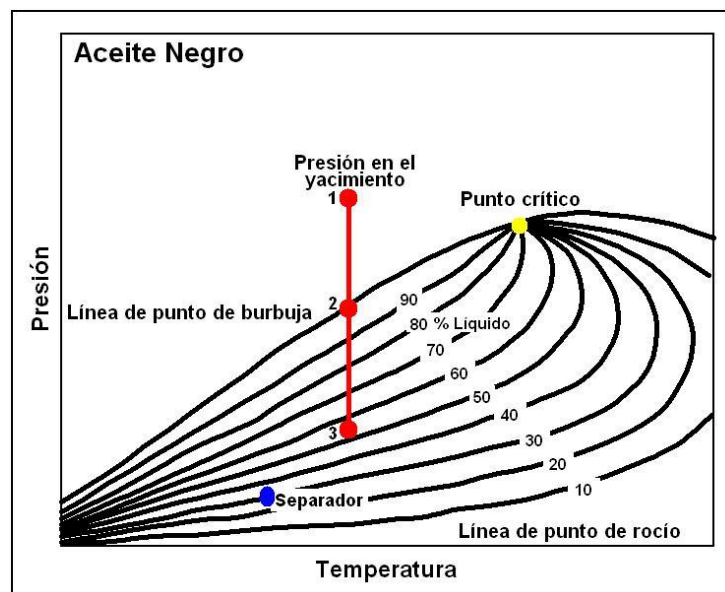 Aceite Negro
Presión en el
yacimiento
1
Punto crítico
2
Línea de punto de burbuja
90
80 % Líquido
70
60
50
3
40
30
20
10
Separador
Línea de punto de rocío
Presión
Temperatura